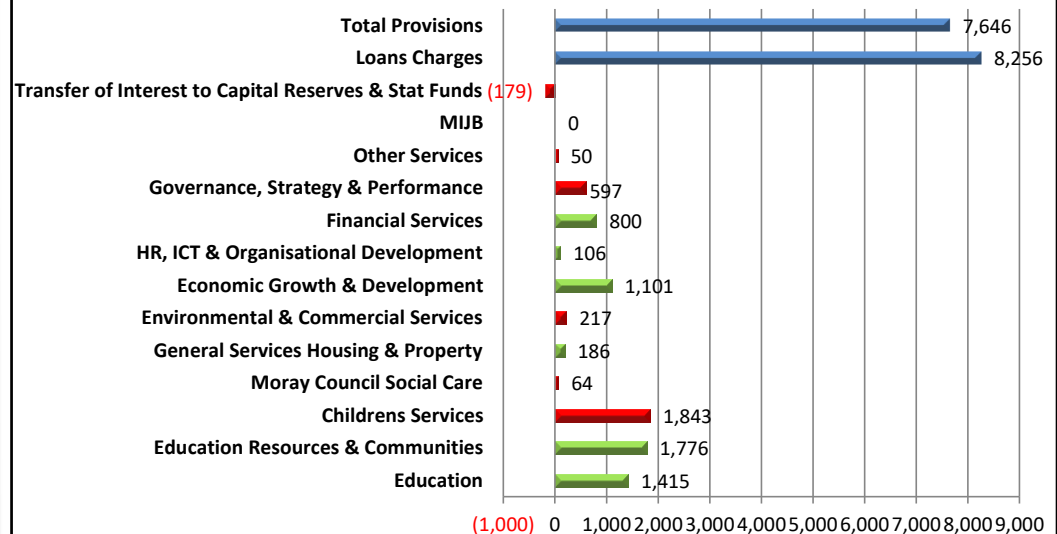 Total Provisions 7,646
Loans Charges 8,256
Transfer of Interest to Capital Reserves & Stat Funds (179)
MIJB 0
Other Services 50
Governance, Strategy & Performance 597
Financial Services 800
HR, ICT & Organisational Development 106
Economic Growth & Development 1,101
Environmental & Commercial Services 217
General Services Housing & Property 186
Moray Council Social Care 64
Childrens Services 1,843
Education Resources & Communities 1,776
Education 1,415
(1,000) 0 1,000 2,000 3,000 4,000 5,000 6,000 7,000 8,000 9,000